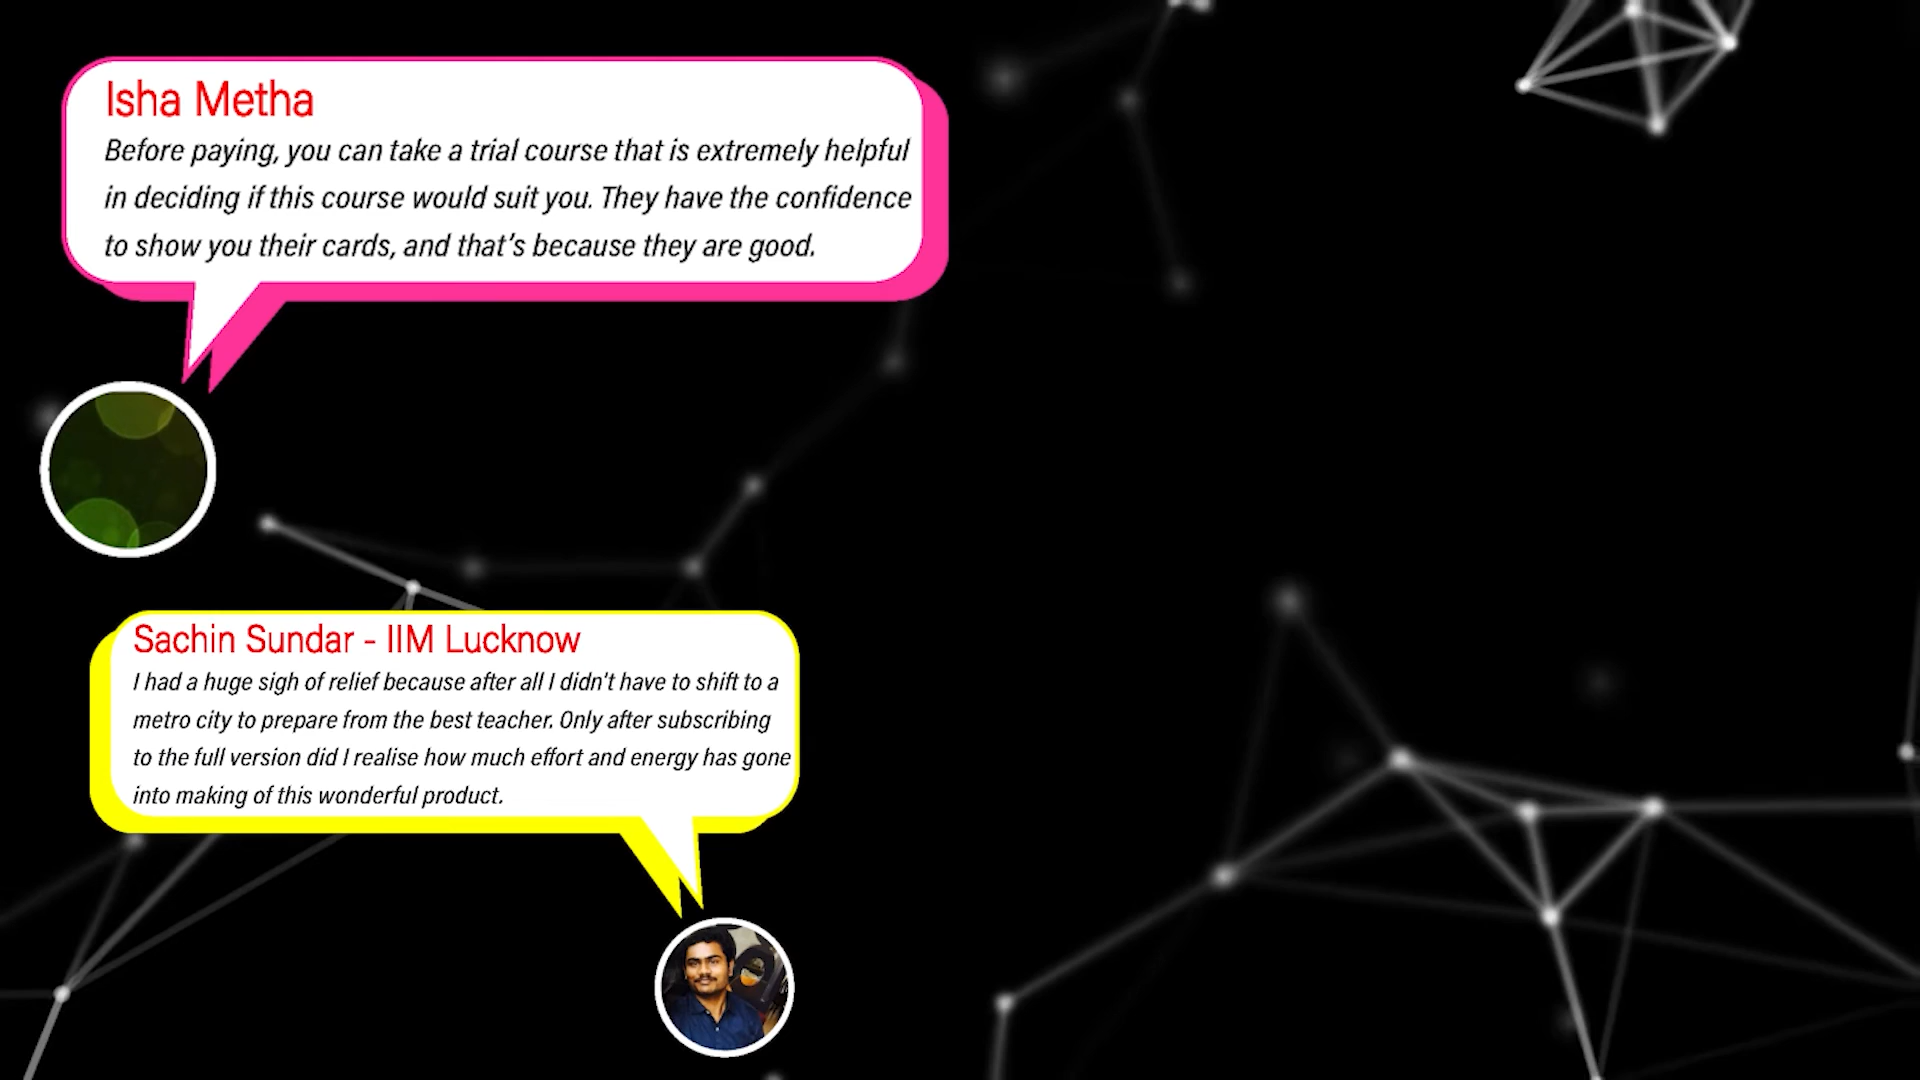 Isha Metha
Before paying, you can take a trial course that is extremely helpful
in deciding if this course would suit you. They have the confidence
to show you their cards, and that's because they are good.
Sachin Sundar - IIM Lucknow
I had a huge sigh of relief because after all I didn't have to shift to a
metro city to prepare from the best teacher. Only after subscribing
to the full version did I realise how much effort and energy has gone
into making of this wonderful product.